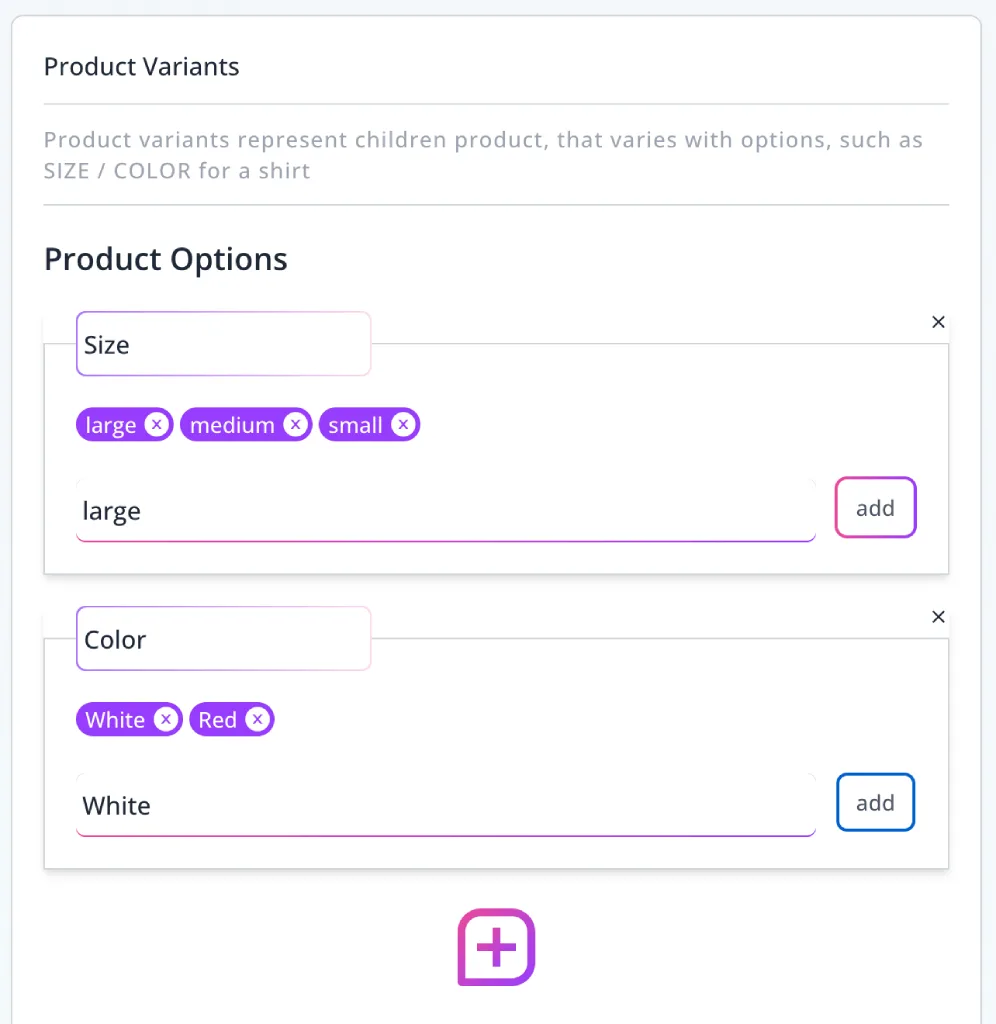 Product Variants
Product variants represent children product, that varies with options, such as
SIZE / COLOR for a shirt
Product Options
Size
large medium small
large add
Color
White Red
White add